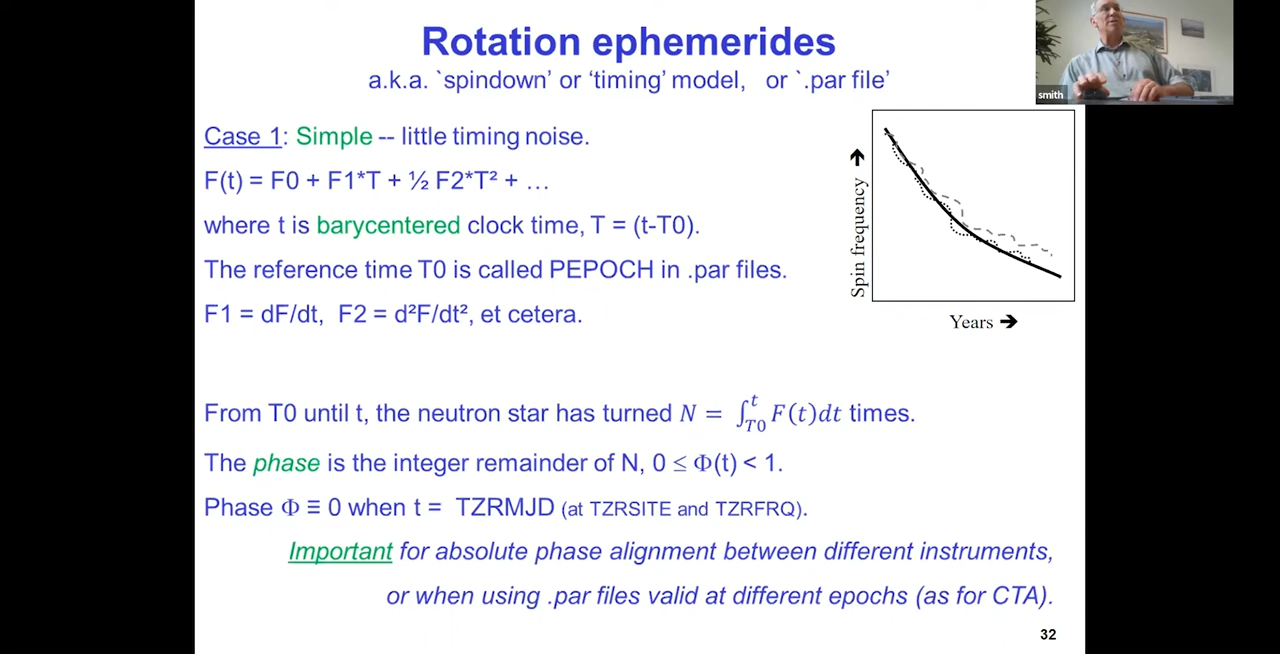 Rotation ephemerides
a.k.a. `spindown' or ‘timing’ model, or `.par file’
smith
Case 1: Simple -- little timing noise.
F(t) = F0 + F1*T + ½ F2*T² + …
where t is barycentered clock time, T = (t-T0).
The reference time T0 is called PEPOCH in .par files.
F1 = dF/dt, F2 = d²F/dt², et cetera.
Spin frequency ➔
Years ➔
From T0 until t, the neutron star has turned N = ∫_{T0}^{t} F(t)dt times.
The phase is the integer remainder of N, 0 ≤ Φ(t) < 1.
Phase Φ ≡ 0 when t = TZRMJD (at TZRSITE and TZRFRQ).
Important for absolute phase alignment between different instruments,
or when using .par files valid at different epochs (as for CTA).
32